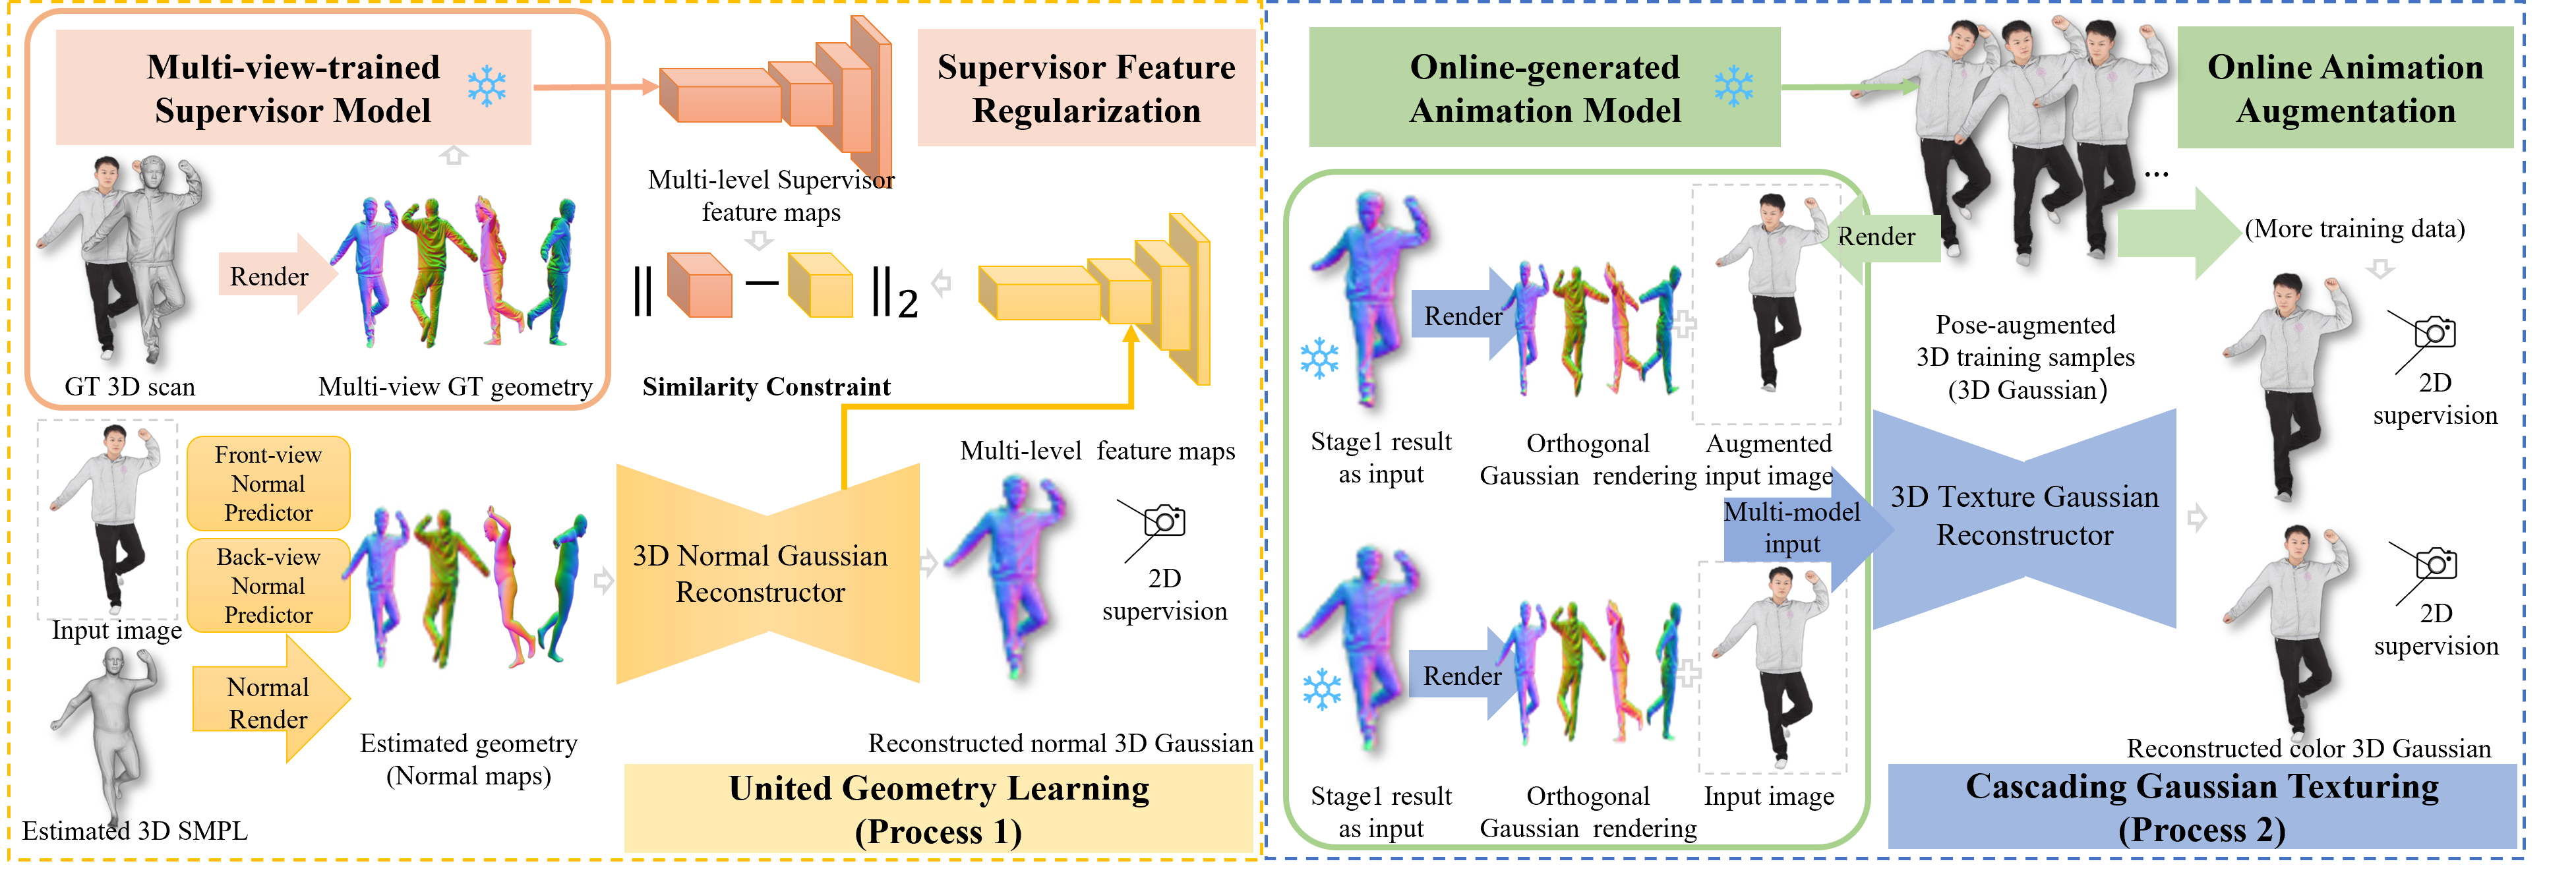 Multi-view-trained
Supervisor Model
Supervisor Feature
Regularization
Multi-level Supervisor
feature maps
Render
GT 3D scan
Multi-view GT geometry
‖ − ‖2
Similarity Constraint
Multi-level feature maps
Input image
Front-view
Normal
Predictor
Back-view
Normal
Predictor
Normal
Render
Estimated 3D SMPL
Estimated geometry
(Normal maps)
3D Normal Gaussian
Reconstructor
2D
supervision
Reconstructed normal 3D Gaussian
United Geometry Learning
(Process 1)
Online-generated
Animation Model
Online Animation
Augmentation
...
Render
(More training data)
Pose-augmented
3D training samples
(3D Gaussian)
Render
Stage1 result
as input
Orthogonal
Gaussian rendering
Augmented
input image
Multi-model
input
3D Texture Gaussian
Reconstructor
2D
supervision
Render
Stage1 result
as input
Orthogonal
Gaussian rendering
Input image
2D
supervision
Reconstructed color 3D Gaussian
Cascading Gaussian Texturing
(Process 2)